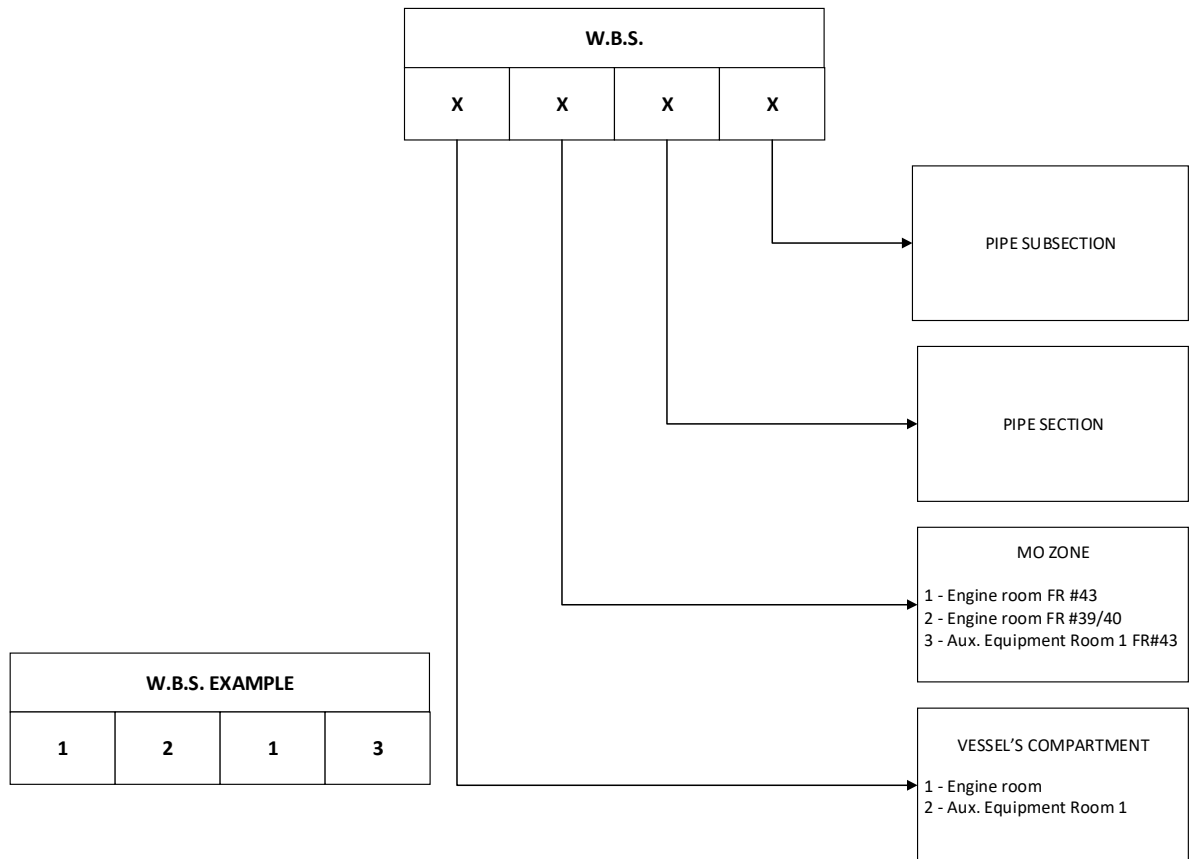 W.B.S.
X X X X
PIPE SUBSECTION
PIPE SECTION
MO ZONE
1 - Engine room FR #43
2 - Engine room FR #39/40
3 - Aux. Equipment Room 1 FR#43
W.B.S. EXAMPLE
1 2 1 3
VESSEL’S COMPARTMENT
1 - Engine room
2 - Aux. Equipment Room 1